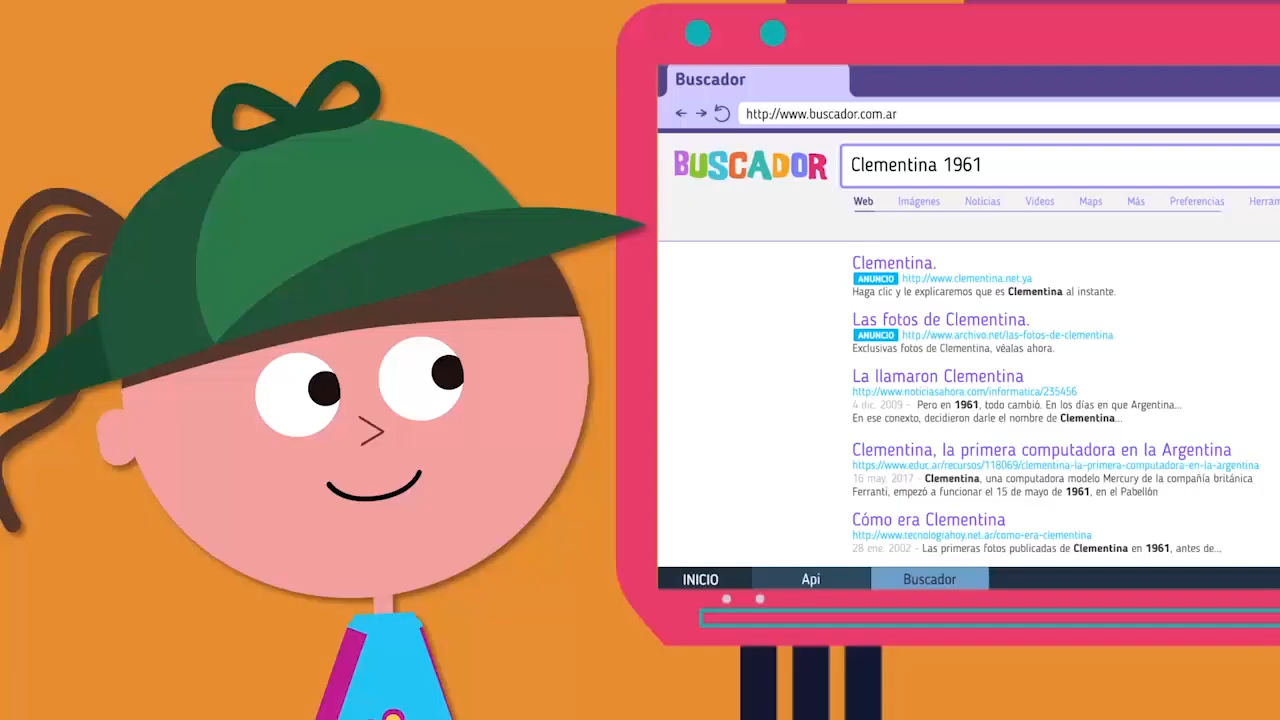 Buscador
http://www.buscador.com.ar
BUSCADOR
Clementina 1961
Web Imágenes Noticias Videos Maps Más Preferencias
Clementina.
ANUNCIO http://www.clementina.net.ya
Haga clic y le explicaremos que es Clementina al instante.
Las fotos de Clementina.
ANUNCIO http://www.archivo.net/las-fotos-de-clementina
Exclusivas fotos de Clementina, véalas ahora.
La llamaron Clementina
http://www.noticiasahora.com/informatica/235456
4 dic. 2009 - Pero en 1961, todo cambió. En los días en que Argentina...
En ese conexto, decidieron darle el nombre de Clementina...
Clementina, la primera computadora en la Argentina
https://www.educ.ar/recursos/118069/clementina-la-primera-computadora-en-la-argentina
16 may. 2017 - Clementina, una computadora modelo Mercury de la compañía británica
Ferranti, empezó a funcionar el 15 de mayo de 1961, en el Pabellón
Cómo era Clementina
http://www.tecnologiahoy.net.ar/como-era-clementina
28 ene. 2002 - Las primeras fotos publicadas de Clementina en 1961, antes de...
INICIO Api Buscador